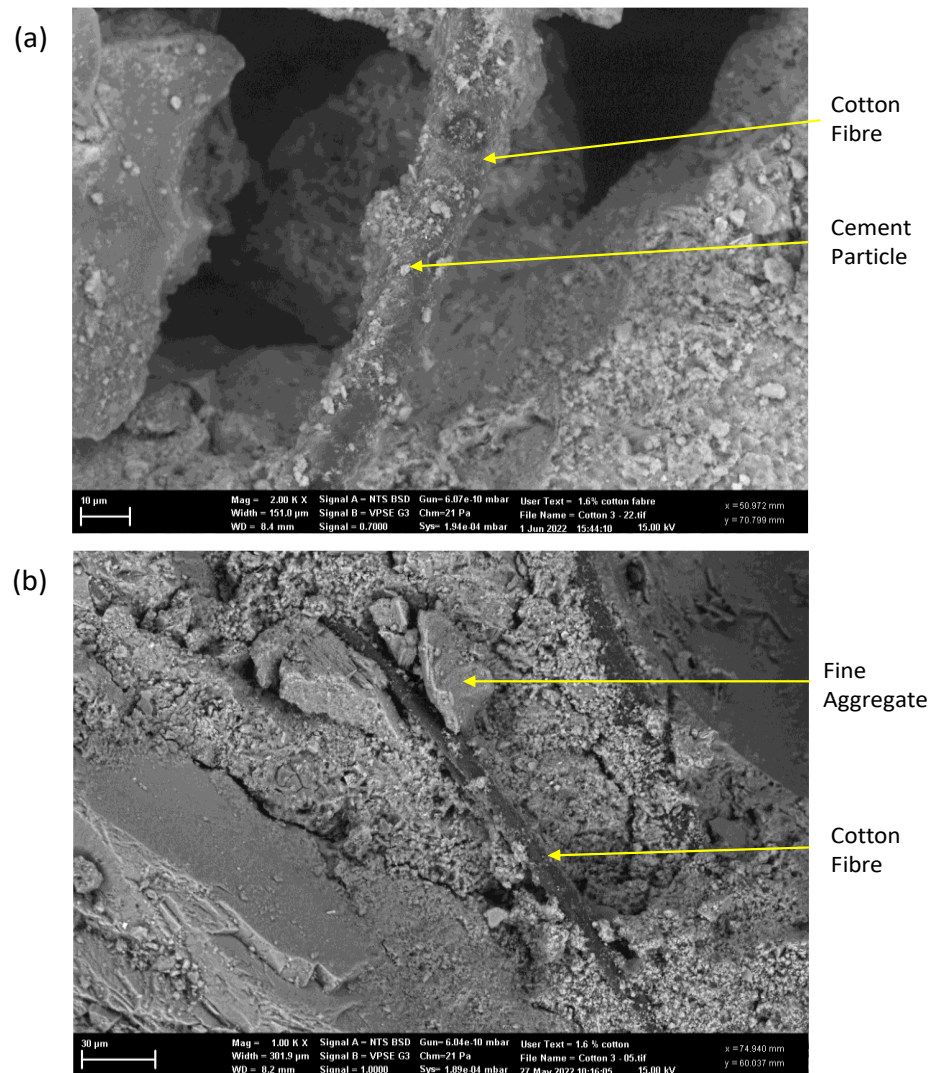 (a)
Cotton
Fibre
Cement
Particle
10 µm
Mag = 2.00 K X Signal A = NTS BSD Gun= 6.07e-10 mbar User Text = 1.6% cotton fabre
Width = 151.0 µm Signal B = VPSE G3 Chm=21 Pa File Name = Cotton 3 - 22.tif x = 50.972 mm
WD = 8.4 mm Signal = 0.7000 Sys= 1.94e-04 mbar 1 Jun 2022 15:44:10 15.00 kV y = 70.799 mm
(b)
Fine
Aggregate
Cotton
Fibre
30 µm
Mag = 1.00 K X Signal A = NTS BSD Gun= 6.04e-10 mbar User Text = 1.6 % cotton
Width = 301.9 µm Signal B = VPSE G3 Chm=21 Pa File Name = Cotton 3 - 05.tif x = 74.940 mm
WD = 8.2 mm Signal = 1.0000 Sys= 1.89e-04 mbar 27 May 2022 10:16:05 15.00 kV y = 60.037 mm